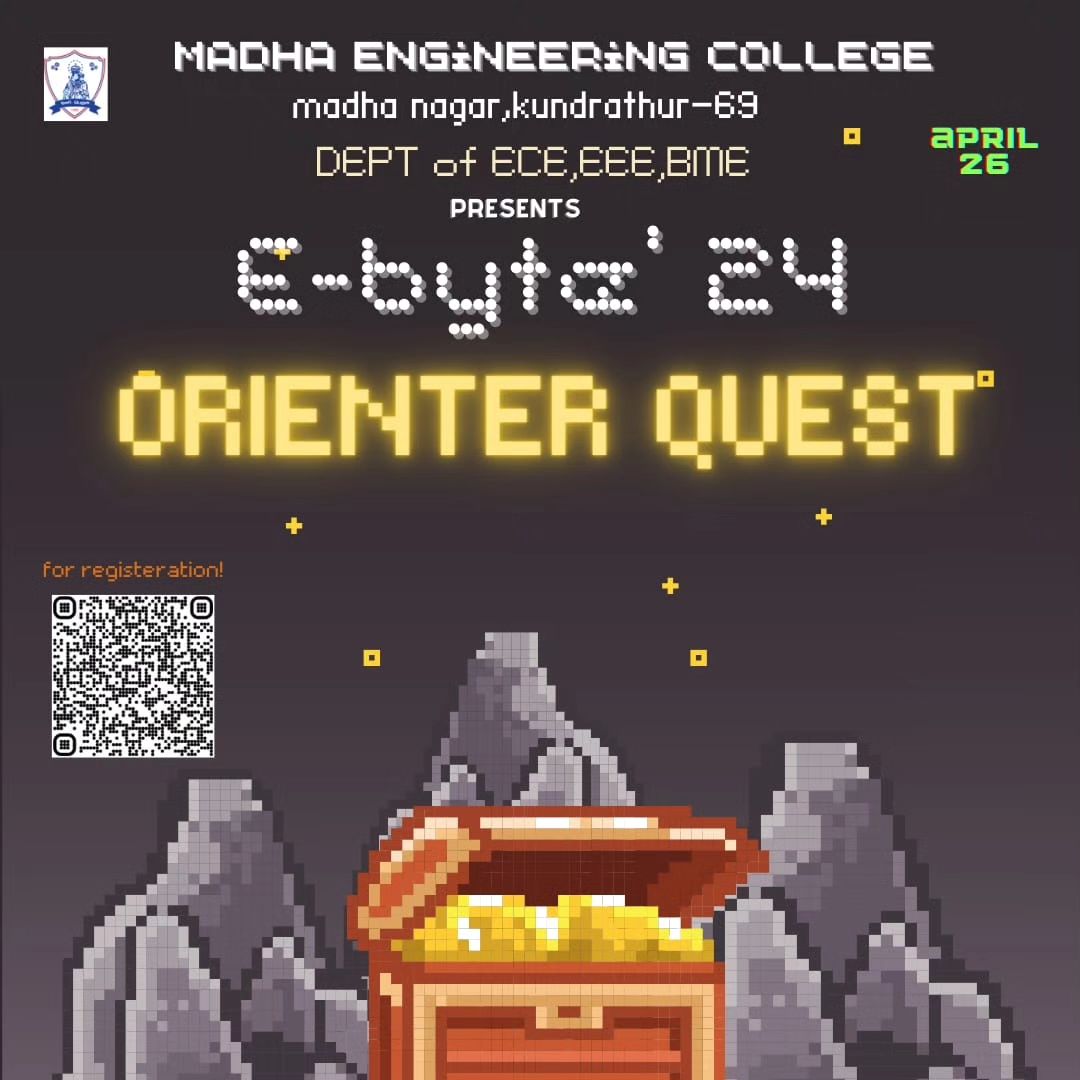 MADHA ENGiNEERiNG COLLEGE
madha nagar,kundrathur-69
DEPT of ECE,EEE,BME
APRIL
26
PRESENTS
E-byta' 24
ORIENTER QUEST
for registeration!